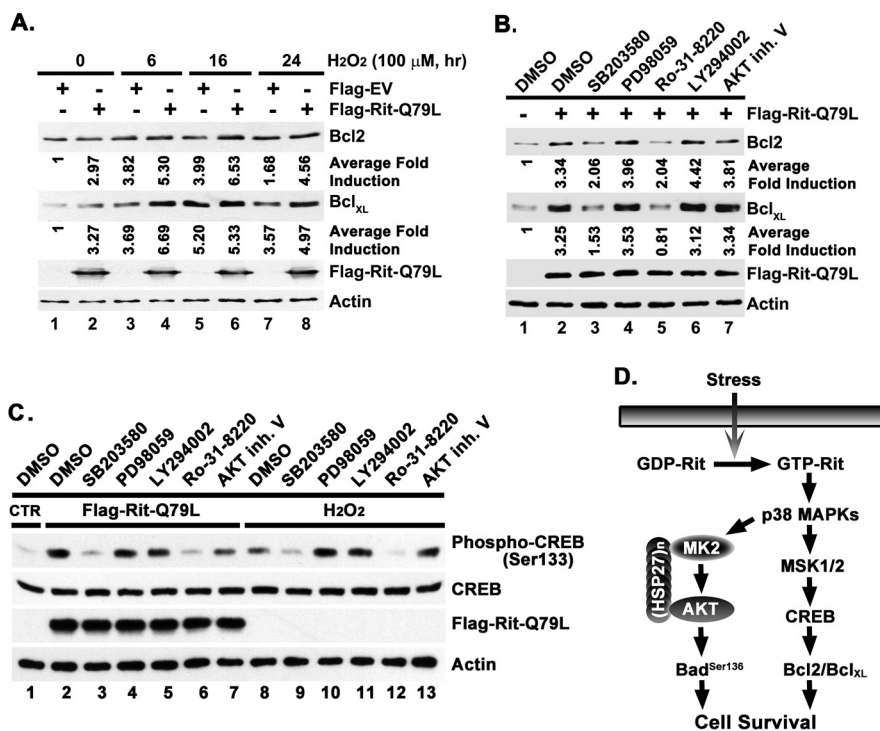 A.
0 6 16 24 H2O2 (100 µM, hr)
+ - + - + - + - Flag-EV
- + - + - + - + Flag-Rit-Q79L
Bcl2
1 2.97 3.82 5.30 3.99 6.53 1.68 4.56 Average Fold
Induction
BclXL
1 3.27 3.69 6.69 5.20 5.33 3.57 4.97 Average Fold
Induction
Flag-Rit-Q79L
Actin
1 2 3 4 5 6 7 8
B.
DMSO DMSO SB203580 PD98059 Ro-31-8220 LY294002 AKT inh. V
- + + + + + + Flag-Rit-Q79L
Bcl2
1 3.34 2.06 3.96 2.04 4.42 3.81 Average
Fold Induction
BclXL
1 3.25 1.53 3.53 0.81 3.12 3.34 Average
Fold Induction
Flag-Rit-Q79L
Actin
1 2 3 4 5 6 7
C.
DMSO DMSO SB203580 PD98059 LY294002 Ro-31-8220 AKT inh. V DMSO SB203580 PD98059 LY294002 Ro-31-8220 AKT inh. V
CTR Flag-Rit-Q79L H2O2
Phospho-CREB
(Ser133)
CREB
Flag-Rit-Q79L
Actin
1 2 3 4 5 6 7 8 9 10 11 12 13
D.
Stress
GDP-Rit GTP-Rit
p38 MAPKs
(HSP27)n
MK2
MSK1/2
AKT
CREB
BadSer136
Bcl2/BclXL
Cell Survival